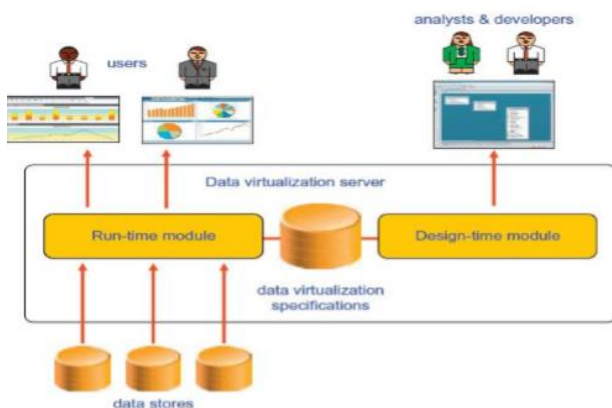 analysts & developers
users
Data virtualization server
Run-time module
Design-time module
data virtualization
specifications
data stores